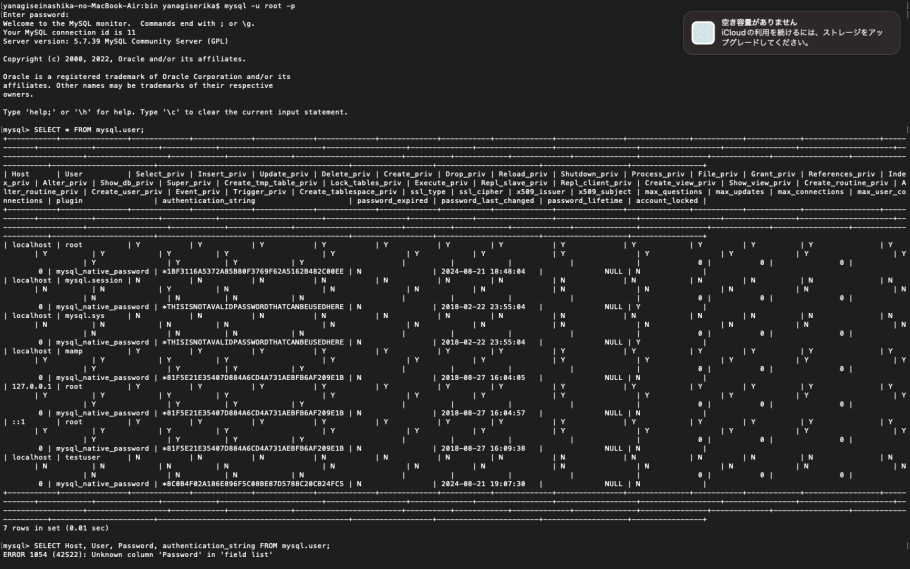 |yanagiseinashika-no-MacBook-Air:bin yanagiserika$ mysql -u root -p
Enter password:
Welcome to the MySQL monitor.  Commands end with ; or \g.
Your MySQL connection id is 11
Server version: 5.7.39 MySQL Community Server (GPL)
Copyright (c) 2000, 2022, Oracle and/or its affiliates.
Oracle is a registered trademark of Oracle Corporation and/or its
affiliates. Other names may be trademarks of their respective
owners.
Type 'help;' or '\h' for help. Type '\c' to clear the current input statement.
空き容量がありません
iCloudの利用を続けるには、ストレージをアッ
プグレードしてください。
|mysql> SELECT * FROM mysql.user;
| Host | User | Select_priv | Insert_priv | Update_priv | Delete_priv | Create_priv | Drop_priv | Reload_priv | Shutdown_priv | Process_priv | File_priv | Grant_priv | References_priv | Inde
x_priv | Alter_priv | Show_db_priv | Super_priv | Create_tmp_table_priv | Lock_tables_priv | Execute_priv | Repl_slave_priv | Repl_client_priv | Create_view_priv | Show_view_priv | Create_routine_priv | A
lter_routine_priv | Create_user_priv | Event_priv | Trigger_priv | Create_tablespace_priv | ssl_type | ssl_cipher | x509_issuer | x509_subject | max_questions | max_updates | max_connections | max_user_co
nnections | plugin | authentication_string | password_expired | password_last_changed | password_lifetime | account_locked |
| localhost | root | Y | Y | Y | Y | Y | Y | Y | Y | Y | Y | Y | Y | Y
| Y | Y | Y | Y | Y | Y | Y | Y | Y | Y | Y
| Y | Y | Y | Y | | | | | 0 | 0 | 0 |
0 | mysql_native_password | *1BF3116A5372A85B80F3769F62A5162B482C00EE | N | 2024-08-21 18:48:04 | NULL | N |
| localhost | mysql.session | N | N | N | N | N | N | N | N | N | N | N | N | N
| N | N | Y | N | N | N | N | N | N | N | N
| N | N | N | N | | | | | 0 | 0 | 0 |
0 | mysql_native_password | *THISISNOTAVALIDPASSWORDTHATCANBEUSEDHERE | N | 2018-02-22 23:55:04 | NULL | Y |
| localhost | mysql.sys | N | N | N | N | N | N | N | N | N | N | N | N | N
| N | N | N | N | N | N | N | N | N | N | N
| N | N | N | N | | | | | 0 | 0 | 0 |
0 | mysql_native_password | *THISISNOTAVALIDPASSWORDTHATCANBEUSEDHERE | N | 2018-02-22 23:55:04 | NULL | Y |
| localhost | mamp | Y | Y | Y | Y | Y | Y | Y | Y | Y | Y | Y | Y | Y
| Y | Y | Y | Y | Y | Y | Y | Y | Y | Y | Y
| Y | Y | Y | Y | | | | | 0 | 0 | 0 |
0 | mysql_native_password | *81F5E21E35407D884A6CD4A731AEBFB6AF209E1B | N | 2018-08-27 16:04:05 | NULL | N |
| 127.0.0.1 | root | Y | Y | Y | Y | Y | Y | Y | Y | Y | Y | Y | Y | Y
| Y | Y | Y | Y | Y | Y | Y | Y | Y | Y | Y
| Y | Y | Y | Y | | | | | 0 | 0 | 0 |
0 | mysql_native_password | *81F5E21E35407D884A6CD4A731AEBFB6AF209E1B | N | 2018-08-27 16:04:57 | NULL | N |
| ::1 | root | Y | Y | Y | Y | Y | Y | Y | Y | Y | Y | Y | Y | Y
| Y | Y | Y | Y | Y | Y | Y | Y | Y | Y | Y
| Y | Y | Y | Y | | | | | 0 | 0 | 0 |
0 | mysql_native_password | *81F5E21E35407D884A6CD4A731AEBFB6AF209E1B | N | 2018-08-27 16:09:38 | NULL | N |
| localhost | testuser | N | N | N | N | N | N | N | N | N | N | N | N | N
| N | N | N | N | N | N | N | N | N | N | N
| N | N | N | N | | | | | 0 | 0 | 0 |
0 | mysql_native_password | *8C0B4F02A186E896F5C08BE87D5788C20CB24FC5 | N | 2024-08-21 19:07:30 | NULL | N |
7 rows in set (0.01 sec)
|mysql> SELECT Host, User, Password, authentication_string FROM mysql.user;
ERROR 1054 (42S22): Unknown column 'Password' in 'field list'